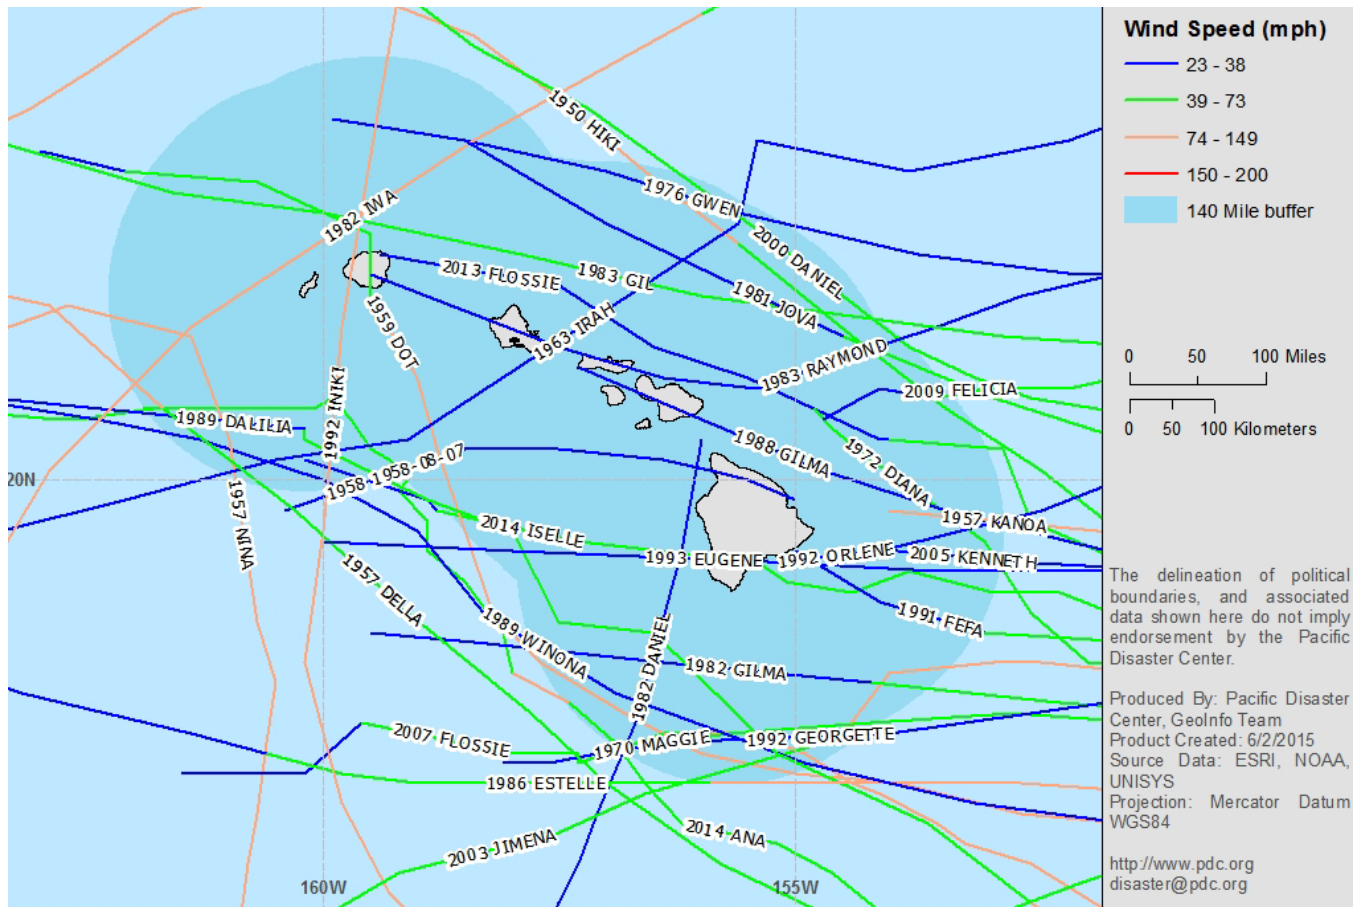 Wind Speed (mph)
23 - 38
39 - 73
74 - 149
150 - 200
140 Mile buffer
0 50 100 Miles
0 50 100 Kilometers
The delineation of political
boundaries, and associated
data shown here do not imply
endorsement by the Pacific
Disaster Center.
Produced By: Pacific Disaster
Center, GeoInfo Team
Product Created: 6/2/2015
Source Data: ESRI, NOAA,
UNISYS
Projection: Mercator Datum
WGS84
http://www.pdc.org
disaster@pdc.org
1950 HIKI
1976 GWEN
1982 IWA
2000 DANIEL
2013 FLOSSIE
1983 GIL
1981 JOVA
1959 DOT
1963 IRAH
1983 RAYMOND
2009 FELICIA
1992 INIKI
1989 DALILIA
1988 GILMA
1972 DIANA
1958 1958-08-07
20N
1957 NINA
2014 ISELLE
1957 KANOA
1993 EUGENE
1992 ORLENE
2005 KENNETH
1957 DELLA
1991 FEFA
1989 WINONA
1982 DANIEL
1982 GILMA
2007 FLOSSIE
1970 MAGGIE
1992 GEORGETTE
1986 ESTELLE
2014 ANA
2003 JIMENA
160W
155W